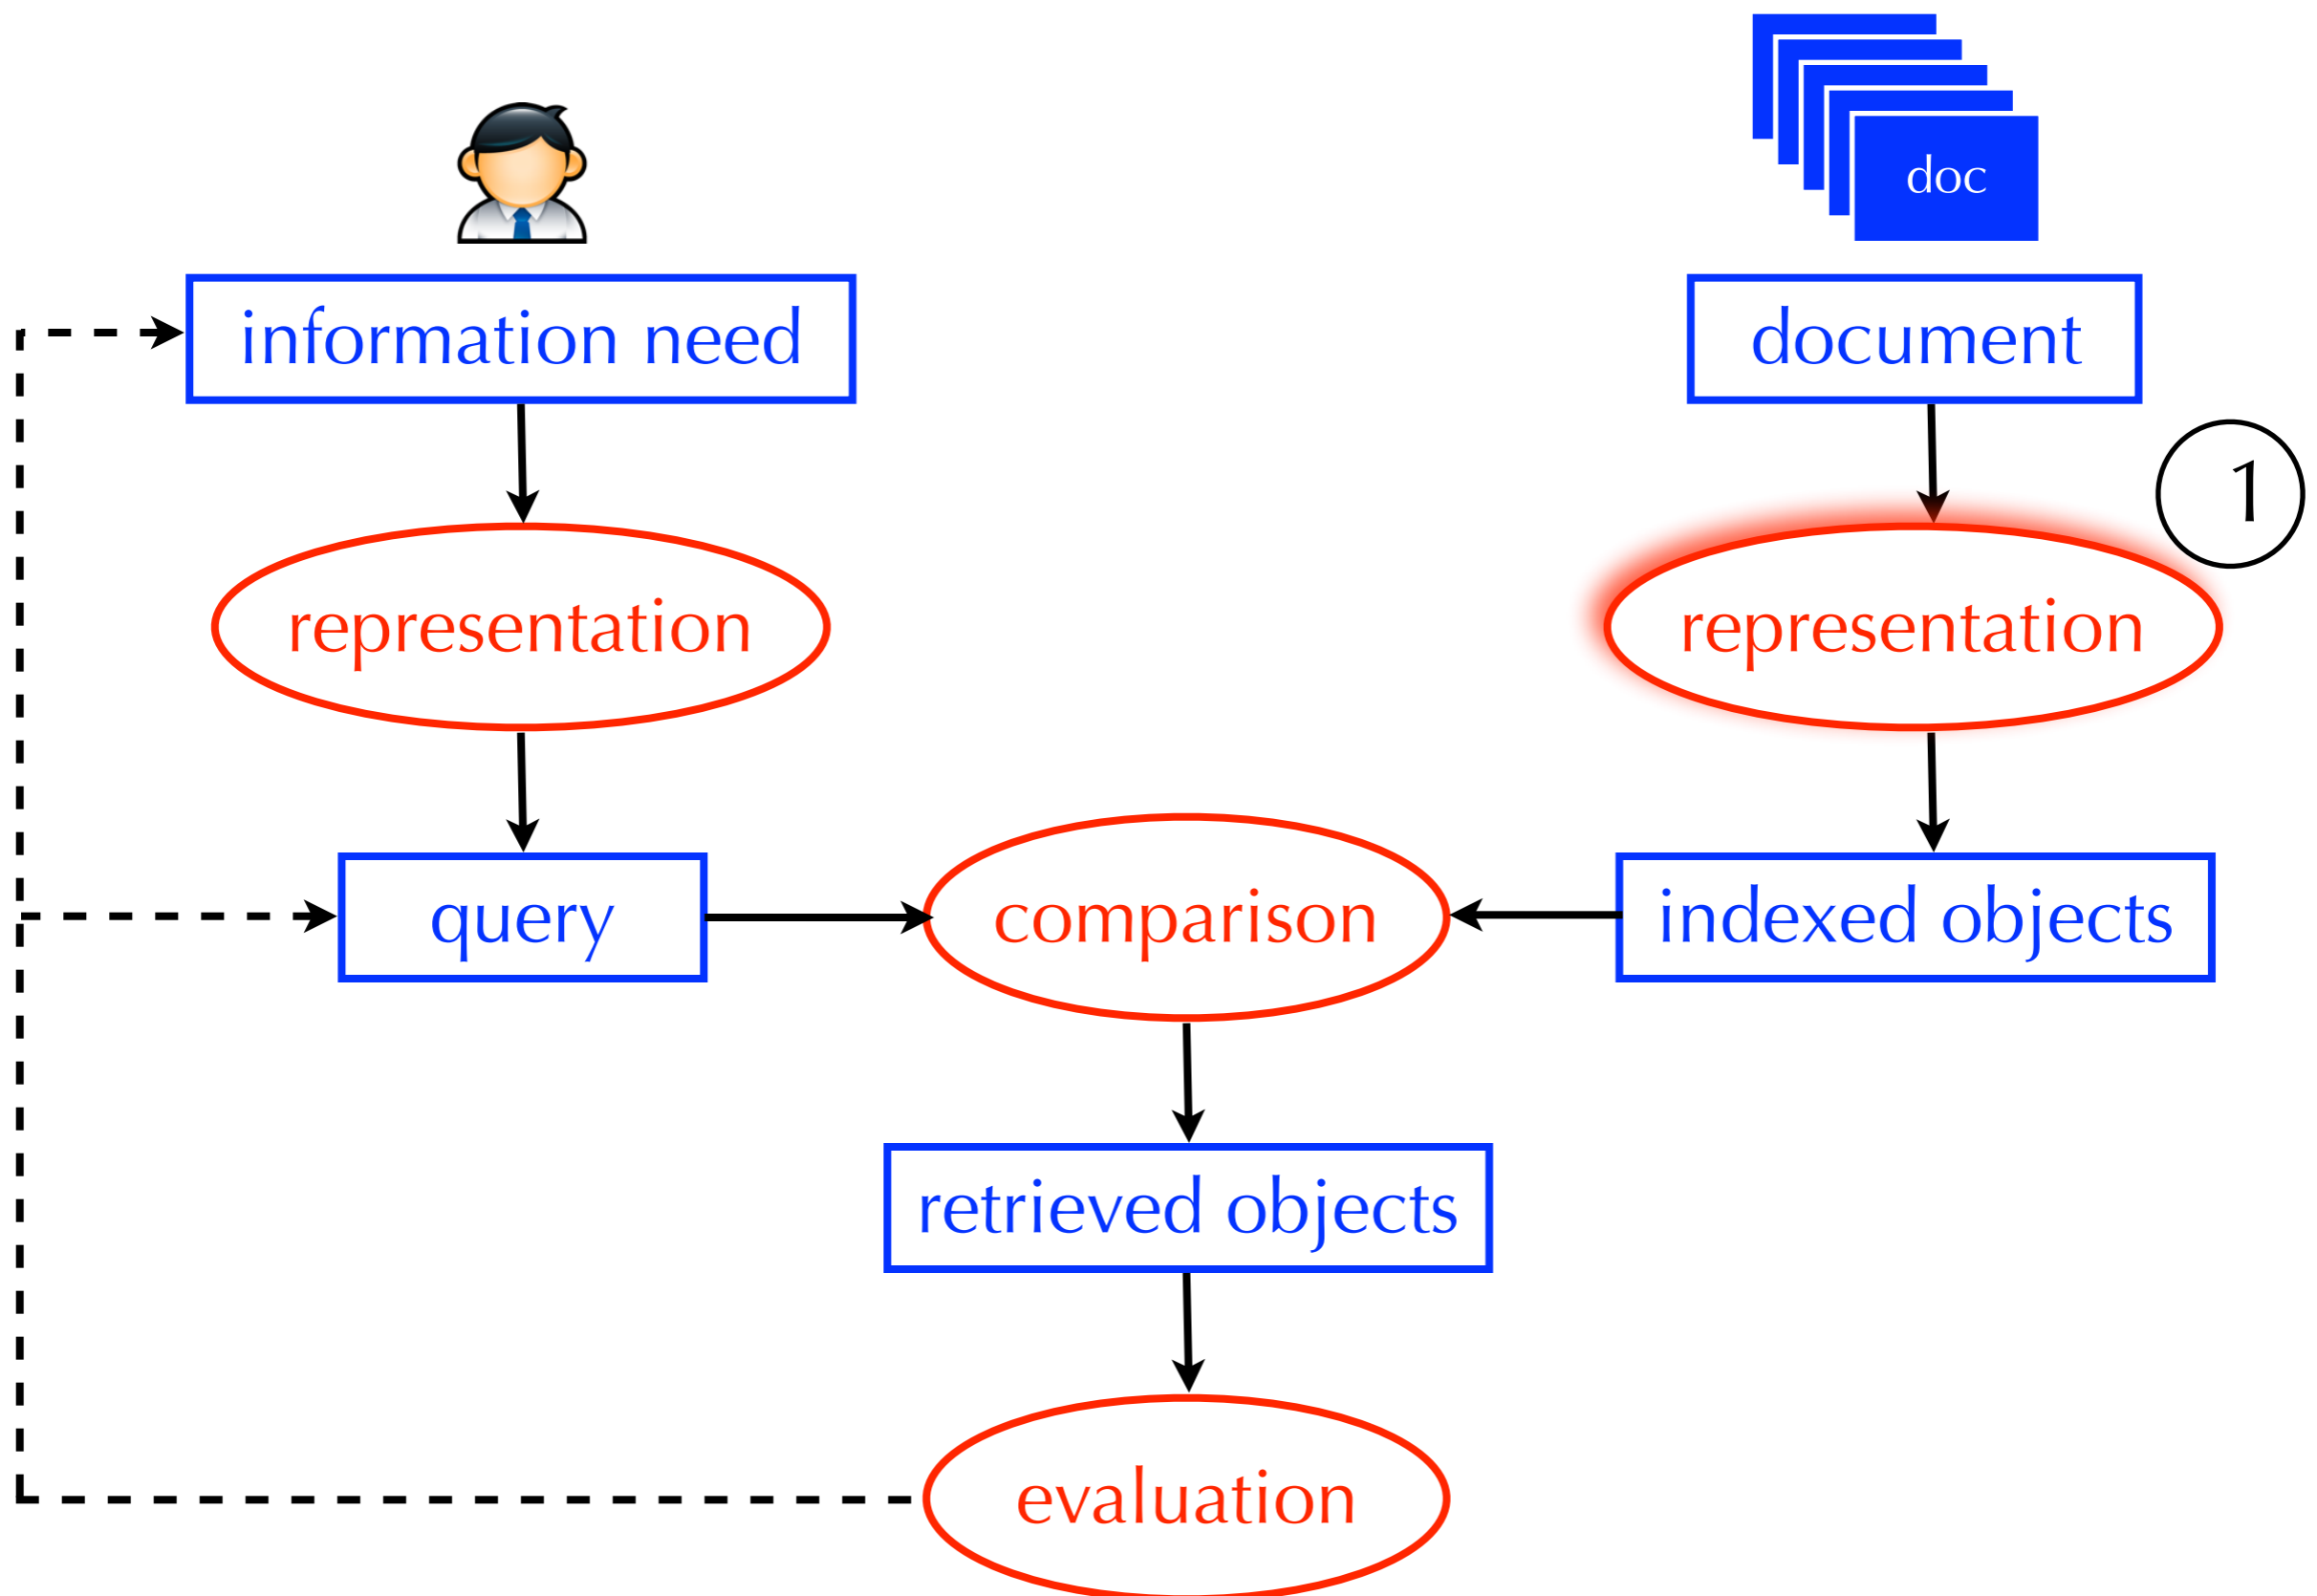 doc
information need
document
1
representation
representation
query
comparison
indexed objects
retrieved objects
evaluation